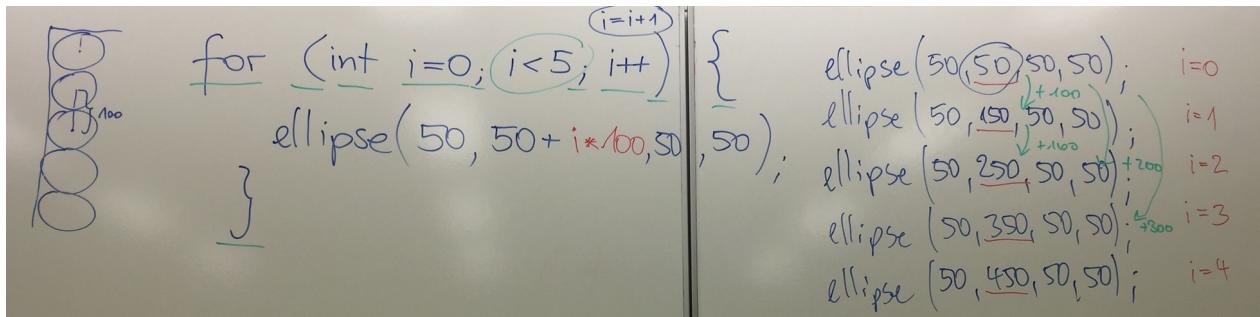 i=i+1
for (int i=0; i<5; i++) {
ellipse(50, 50+i*100,50,50);
}
100
ellipse(50,50,50,50); i=0
+100
ellipse(50,150,50,50); i=1
+100
ellipse(50,250,50,50); +200 i=2
ellipse(50,350,50,50); +300 i=3
ellipse(50,450,50,50); i=4